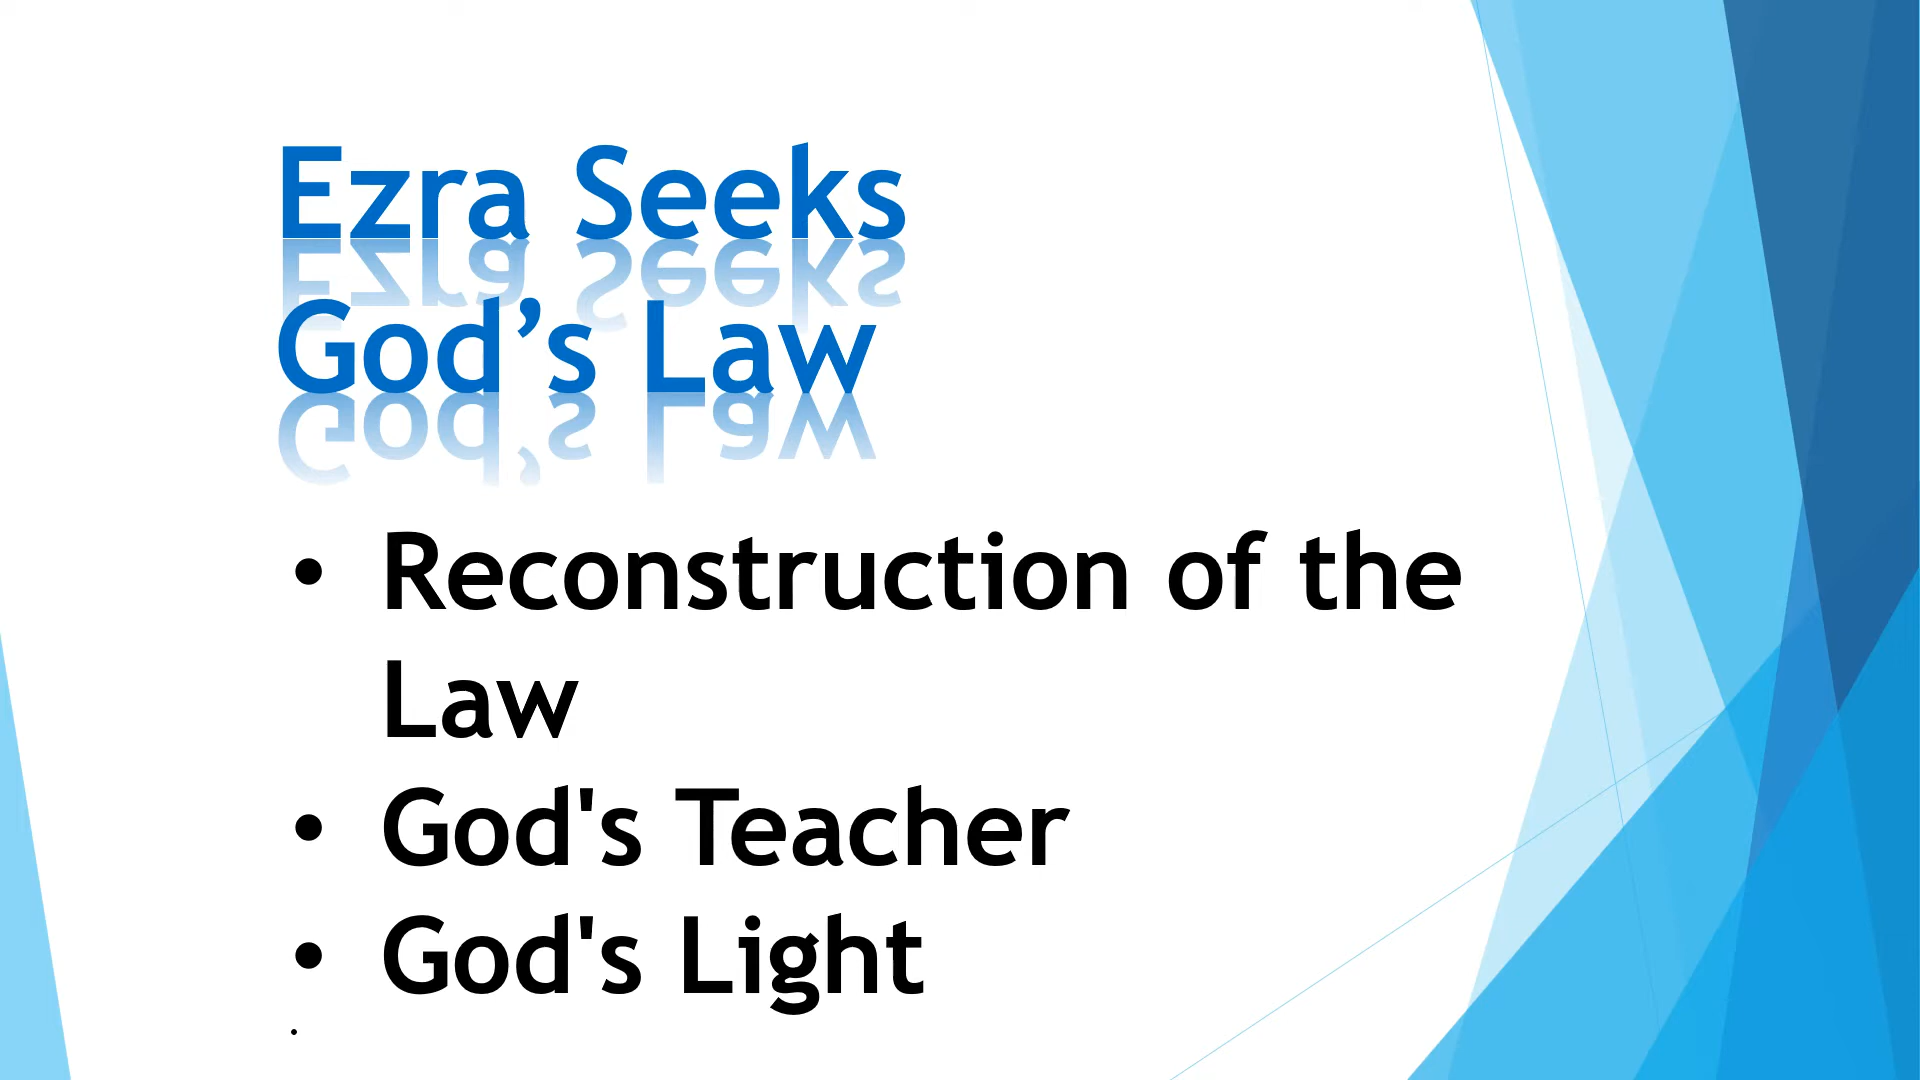 Ezra Seeks
God’s Law
• Reconstruction of the
Law
• God's Teacher
• God's Light
•